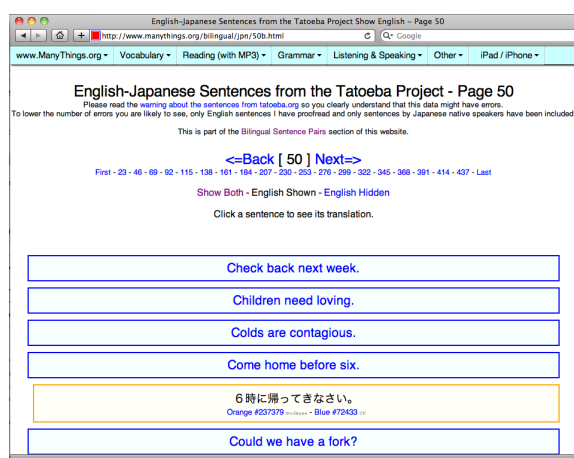 English-Japanese Sentences from the Tatoeba Project Show English – Page 50
http://www.manythings.org/bilingual/jpn/50b.html
Google
www.ManyThings.org Vocabulary Reading (with MP3) Grammar Listening & Speaking Other iPad / iPhone
English-Japanese Sentences from the Tatoeba Project - Page 50
Please read the warning about the sentences from tatoeba.org so you clearly understand that this data might have errors.
To lower the number of errors you are likely to see, only English sentences I have proofread and only sentences by Japanese native speakers have been included
This is part of the Bilingual Sentence Pairs section of this website.
<=Back [ 50 ] Next=>
First - 23 - 46 - 69 - 92 - 115 - 138 - 161 - 184 - 207 - 230 - 253 - 276 - 299 - 322 - 345 - 368 - 391 - 414 - 437 - Last
Show Both - English Shown - English Hidden
Click a sentence to see its translation.
Check back next week.
Children need loving.
Colds are contagious.
Come home before six.
６時に帰ってきなさい。
Orange #237379 - Blue #72433 CK
Could we have a fork?